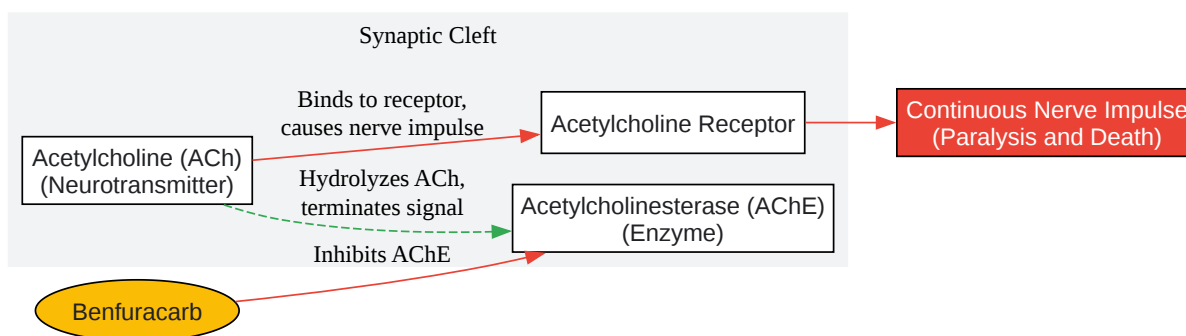 Synaptic Cleft
Binds to receptor,
causes nerve impulse
Acetylcholine Receptor
Continuous Nerve Impulse
(Paralysis and Death)
Acetylcholine (ACh)
(Neurotransmitter)
Hydrolyzes ACh,
terminates signal
Acetylcholinesterase (AChE)
(Enzyme)
Inhibits AChE
Benfuracarb